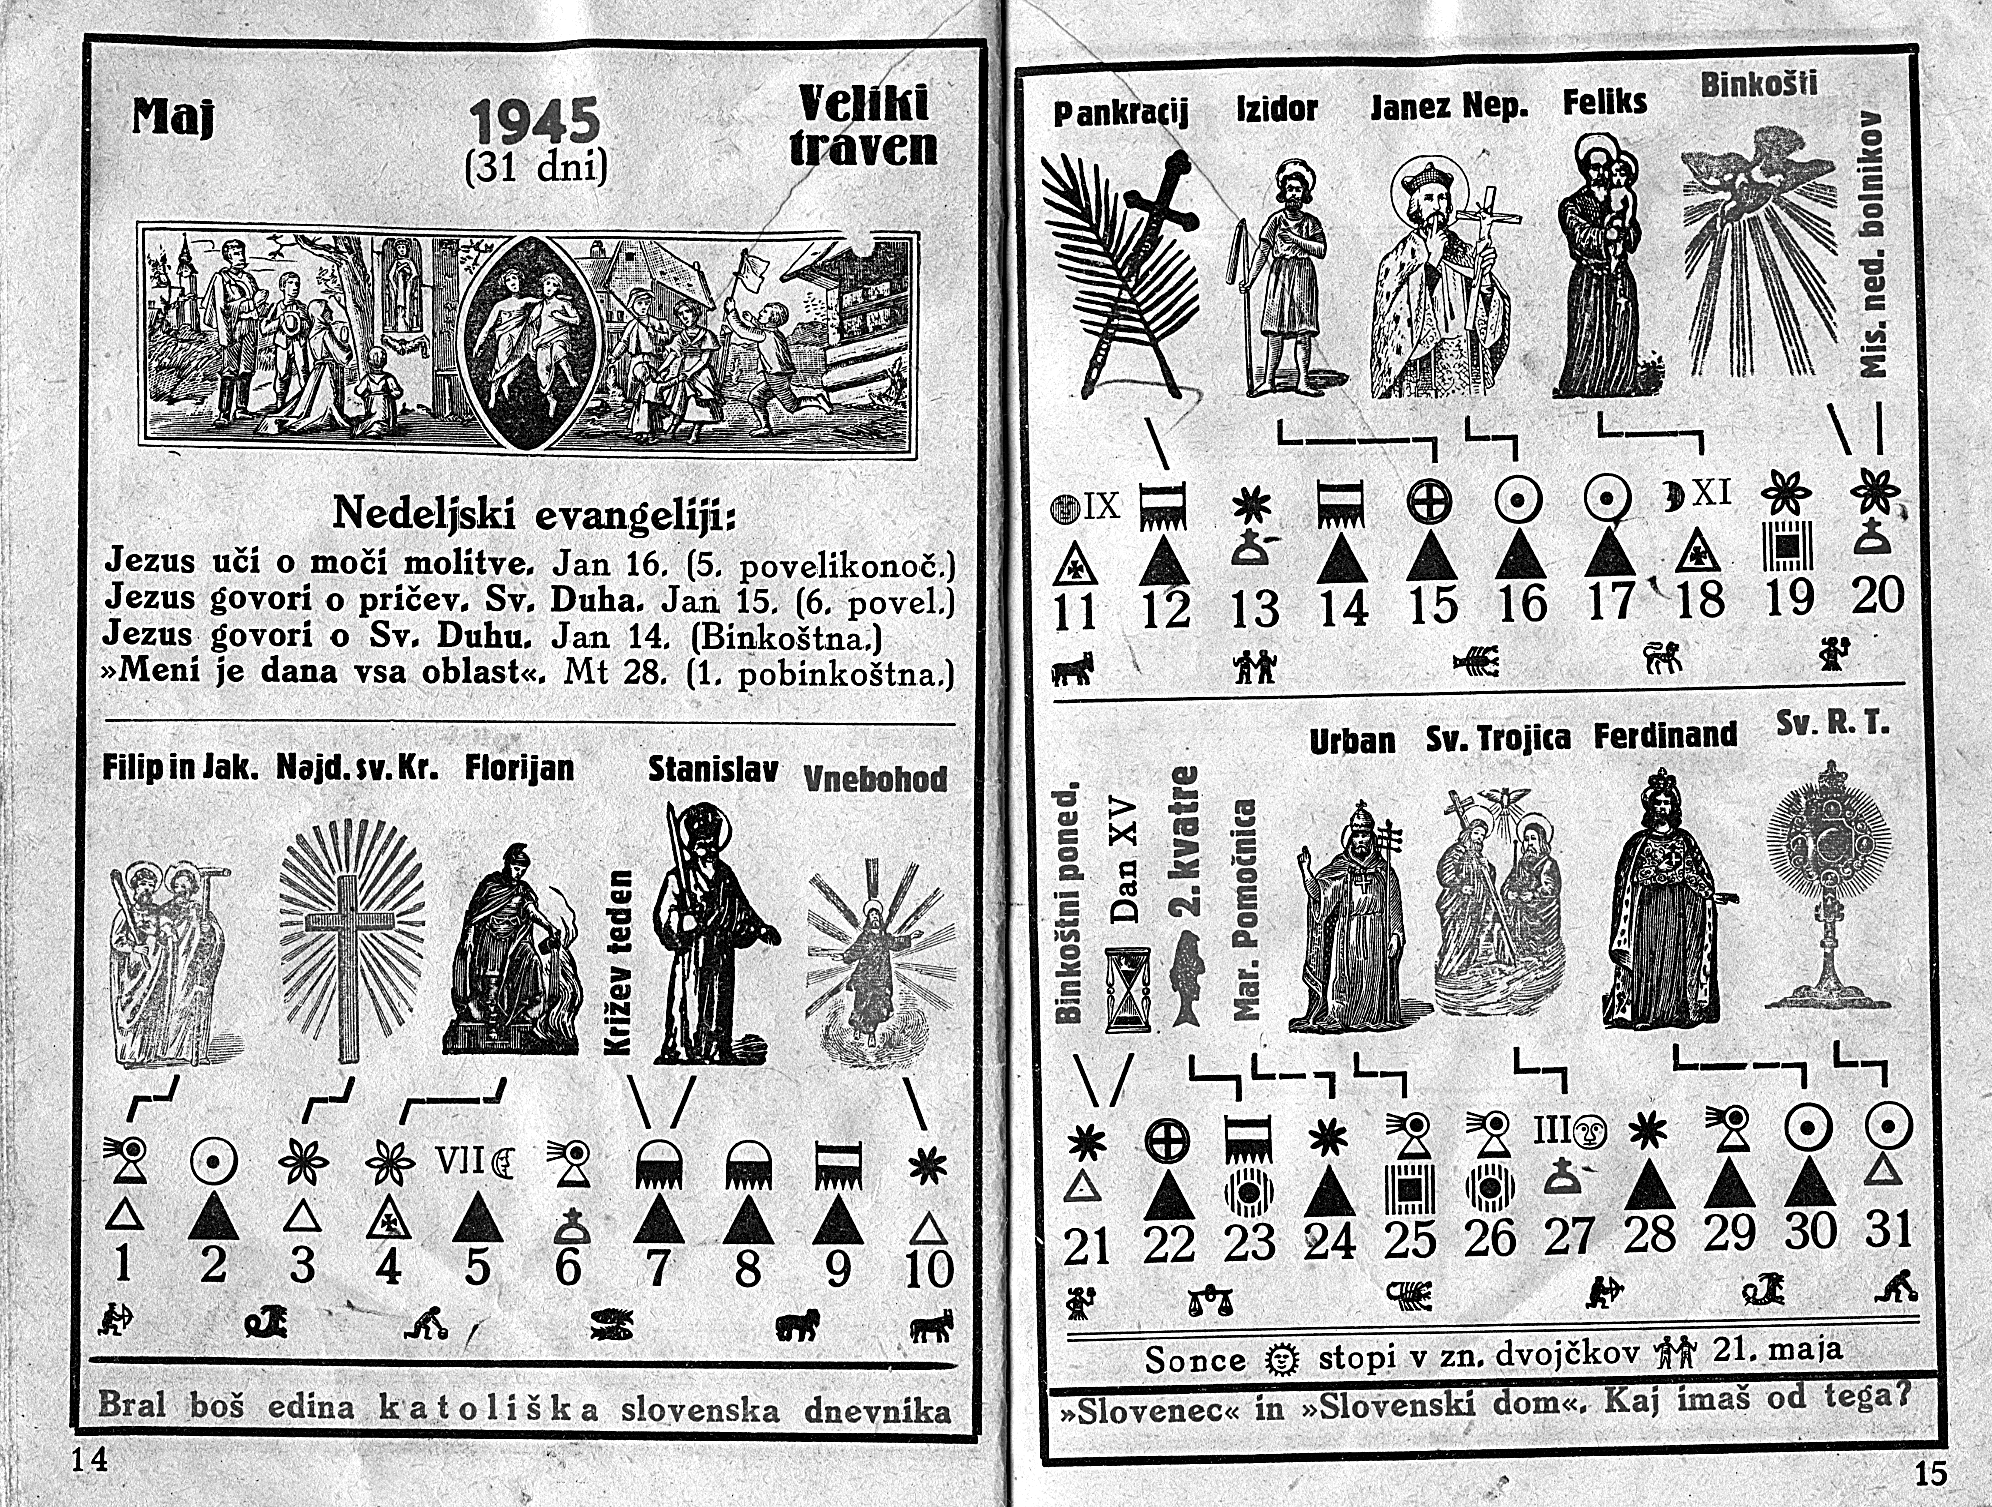 Maj
1945
(31 dni)
Veliki
traven
Nedeljski evangeliji:
Jezus uči o moči molitve. Jan 16. (5. povelikonoč.)
Jezus govori o pričev. Sv. Duha. Jan 15. (6. povel.)
Jezus govori o Sv. Duhu. Jan 14. (Binkoštna.)
»Meni je dana vsa oblast«. Mt 28. (1. pobinkoštna.)
Filip in Jak. Najd. sv. Kr. Florijan Stanislav Vnebohod
Križev teden
VII
1 2 3 4 5 6 7 8 9 10
Bral boš edina katoliška slovenska dnevnika
14
Pankracij Izidor Janez Nep. Feliks Binkošti
Mis. ned. bolnikov
IX XI
11 12 13 14 15 16 17 18 19 20
Urban Sv. Trojica Ferdinand Sv. R. T.
Binkoštni poned.
Dan XV
2. kvatre
Mar. Pomočnica
III
21 22 23 24 25 26 27 28 29 30 31
Sonce stopi v zn. dvojčkov 21. maja
»Slovenec« in »Slovenski dom«. Kaj imaš od tega?
15